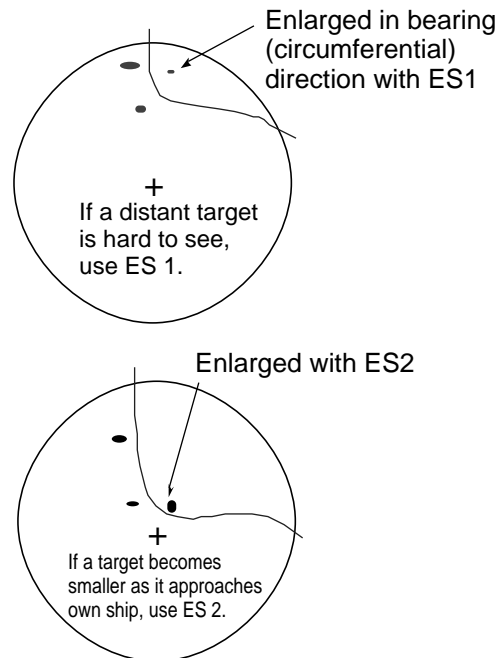 Enlarged in bearing
(circumferential)
direction with ES1
+
If a distant target
is hard to see,
use ES 1.
Enlarged with ES2
+
If a target becomes
smaller as it approaches
own ship, use ES 2.